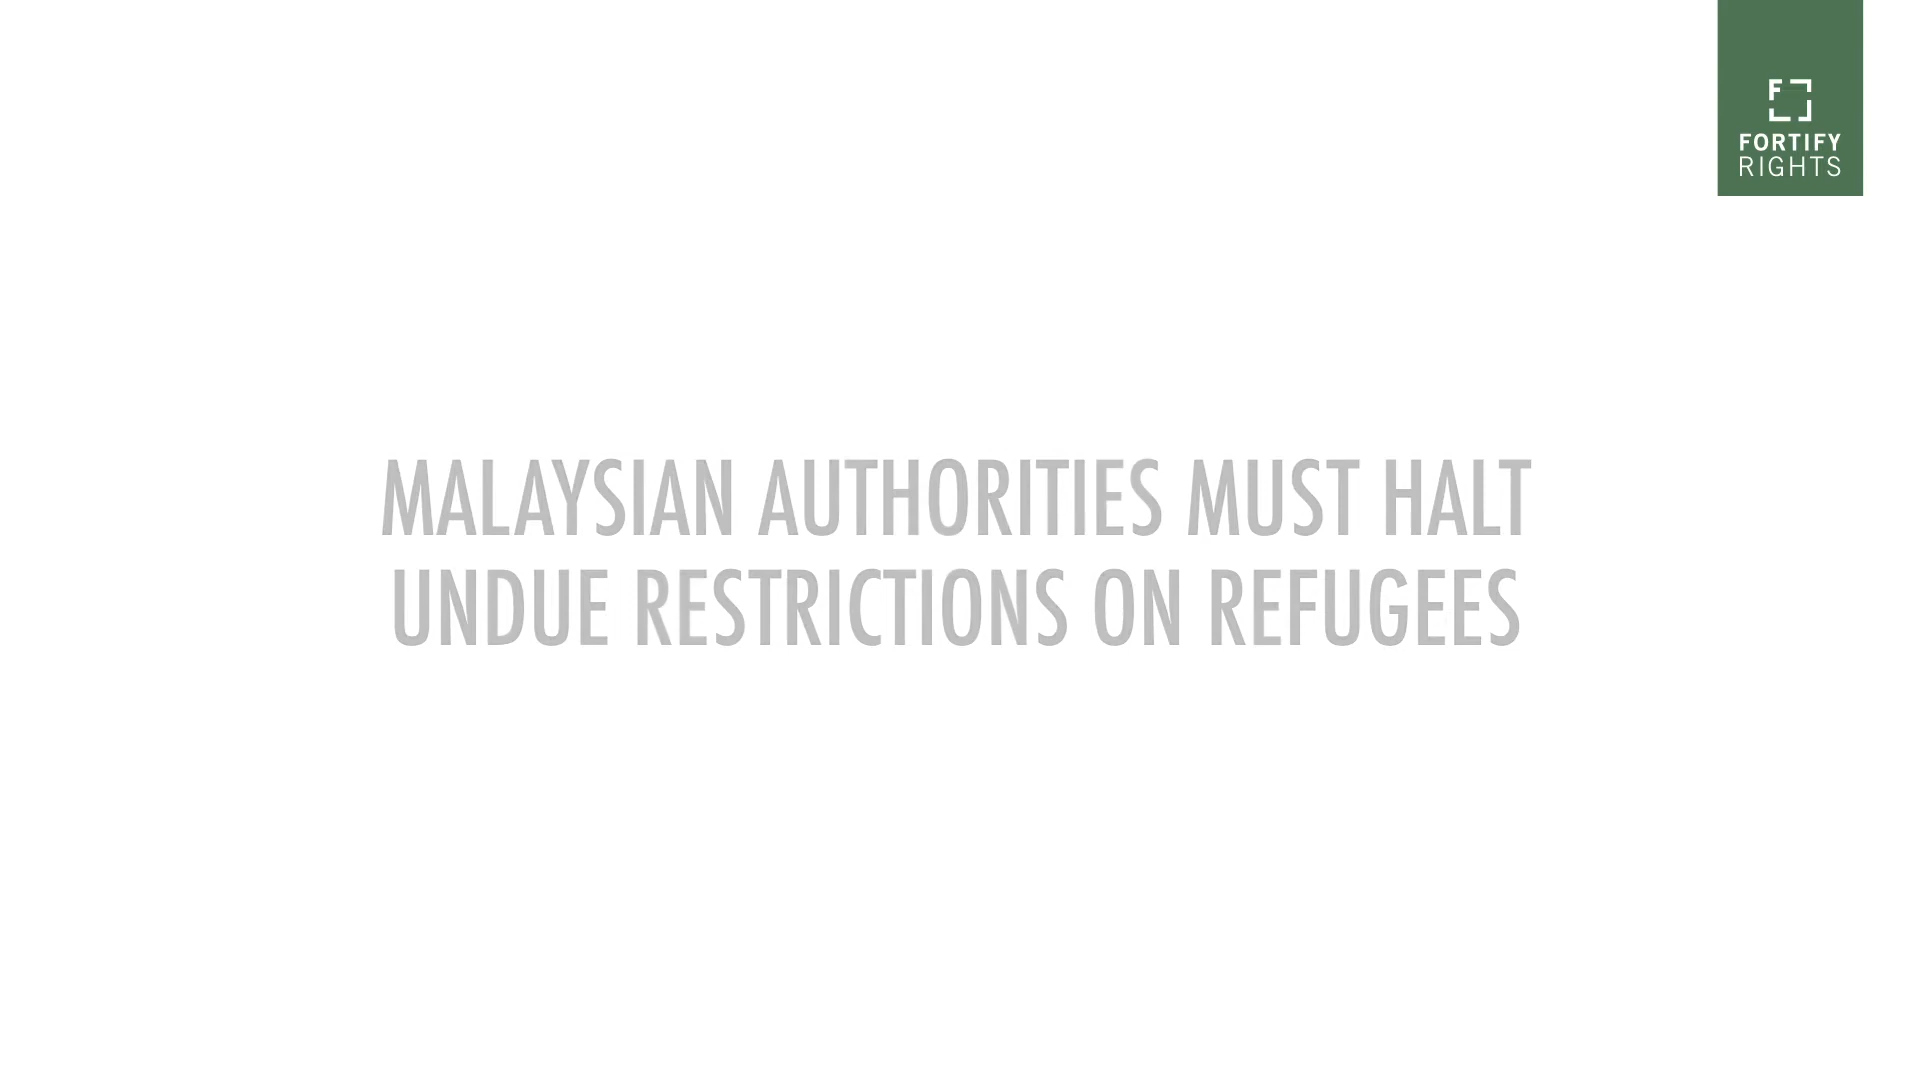 FORTIFY
RIGHTS
MALAYSIAN AUTHORITIES MUST HALT
UNDUE RESTRICTIONS ON REFUGEES